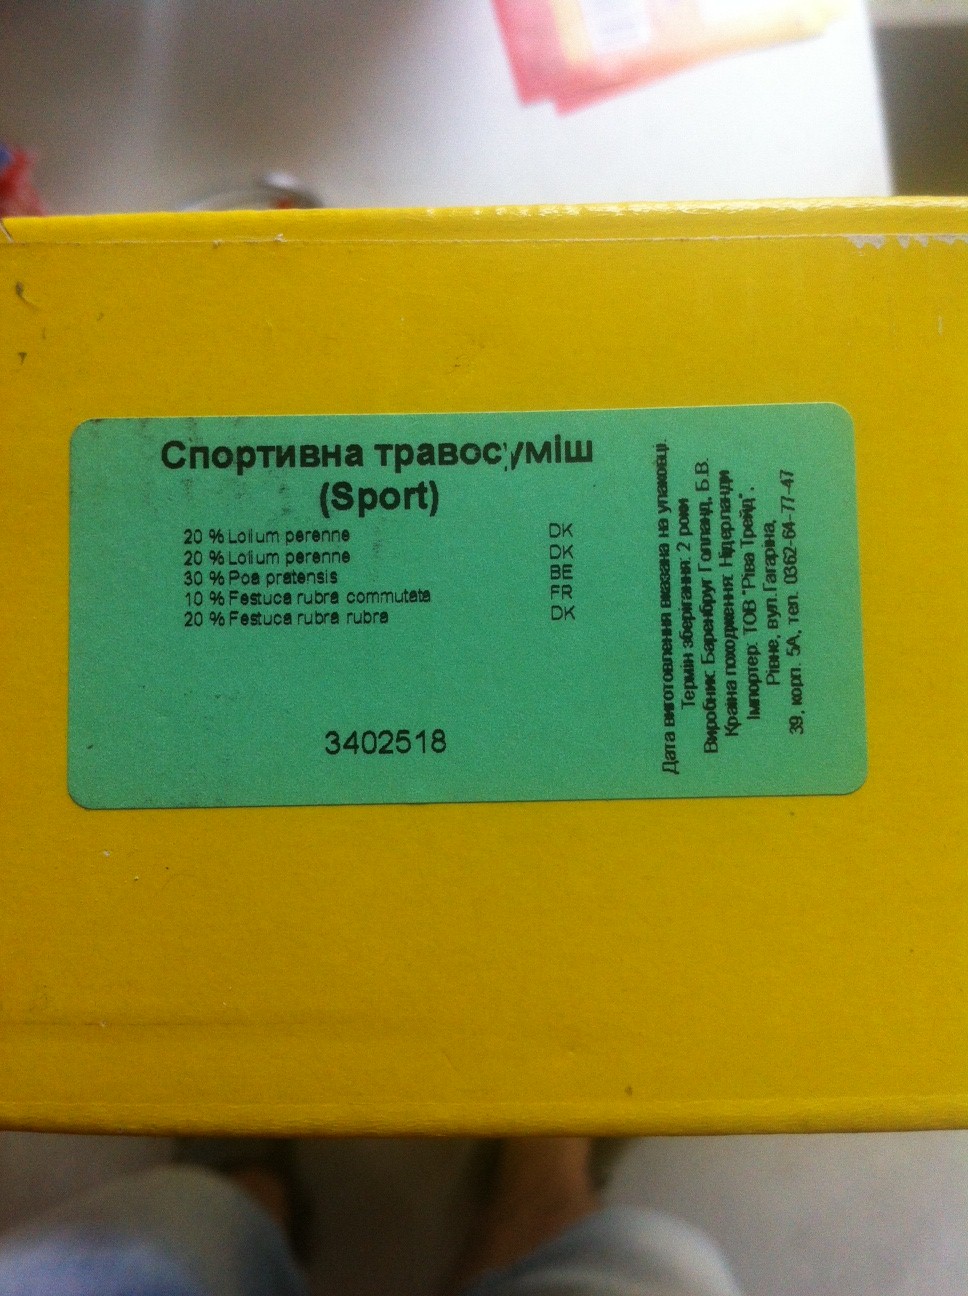 Спортивна травосуміш
(Sport)
20 % Lolium perenne DK
20 % Lolium perenne DK
30 % Poa pratensis BE
10 % Festuca rubra commutata FR
20 % Festuca rubra rubra DK
3402518
Дата виготовлення вказана на упаковці.
Термін зберігання: 2 роки
Виробник: Баренбруг Голланд, Б.В.
Країна походження: Нідерланди
Імпортер: ТОВ "Ріва Трейд".
Рівне, вул.Гагаріна,
39, корп. 5А, тел. 0362-64-77-47